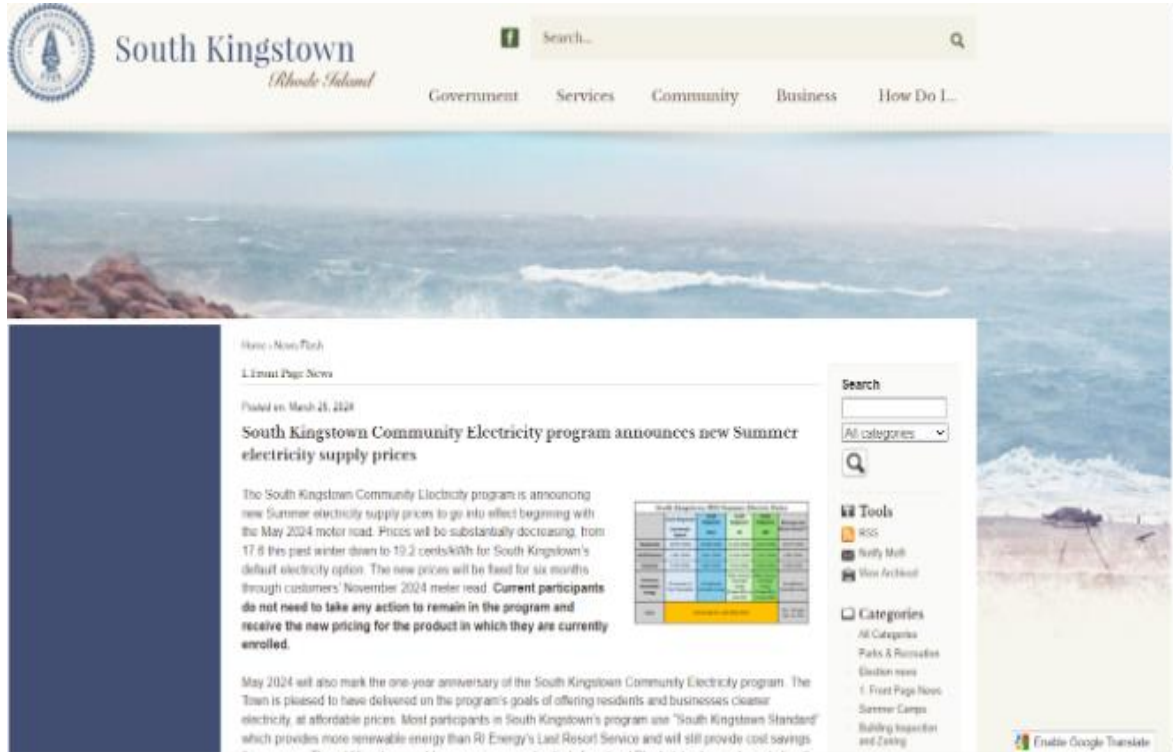 South Kingstown
Rhode Island
Search...
Government Services Community Business How Do I...
Home › News Flash
1. Front Page News
Posted on: March 26, 2024
South Kingstown Community Electricity program announces new Summer
electricity supply prices
The South Kingstown Community Electricity program is announcing
new Summer electricity supply prices to go into effect beginning with
the May 2024 meter read. Prices will be substantially decreasing, from
17.6 this past winter down to 10.2 cents/kWh for South Kingstown's
default electricity option. The new prices will be fixed for six months
through customers' November 2024 meter read. Current participants
do not need to take any action to remain in the program and
receive the new pricing for the product in which they are currently
enrolled.
May 2024 will also mark the one-year anniversary of the South Kingstown Community Electricity program. The
Town is pleased to have delivered on the program's goals of offering residents and businesses cleaner
electricity, at affordable prices. Most participants in South Kingstown's program use "South Kingstown Standard"
which provides more renewable energy than RI Energy's Last Resort Service and will still provide cost savings
Search
All categories
Tools
RSS
Notify Me®
View Archived
Categories
All Categories
Parks & Recreation
Election news
1. Front Page News
Summer Camps
Building Inspection
and Zoning
Enable Google Translate